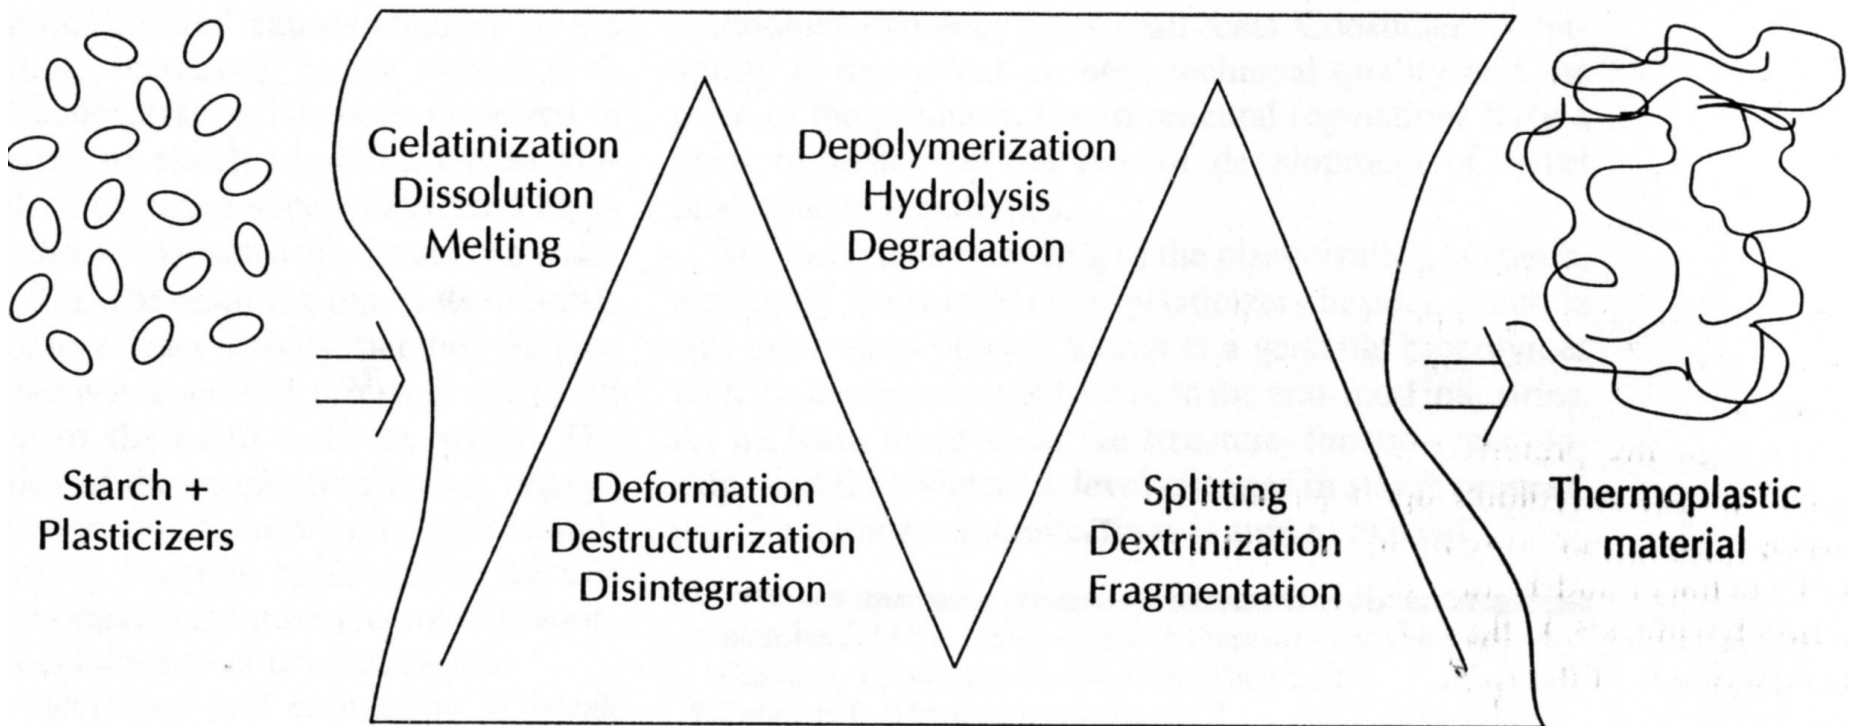 Gelatinization
Dissolution
Melting
Depolymerization
Hydrolysis
Degradation
Starch +
Plasticizers
Deformation
Destructurization
Disintegration
Splitting
Dextrinization
Fragmentation
Thermoplastic
material